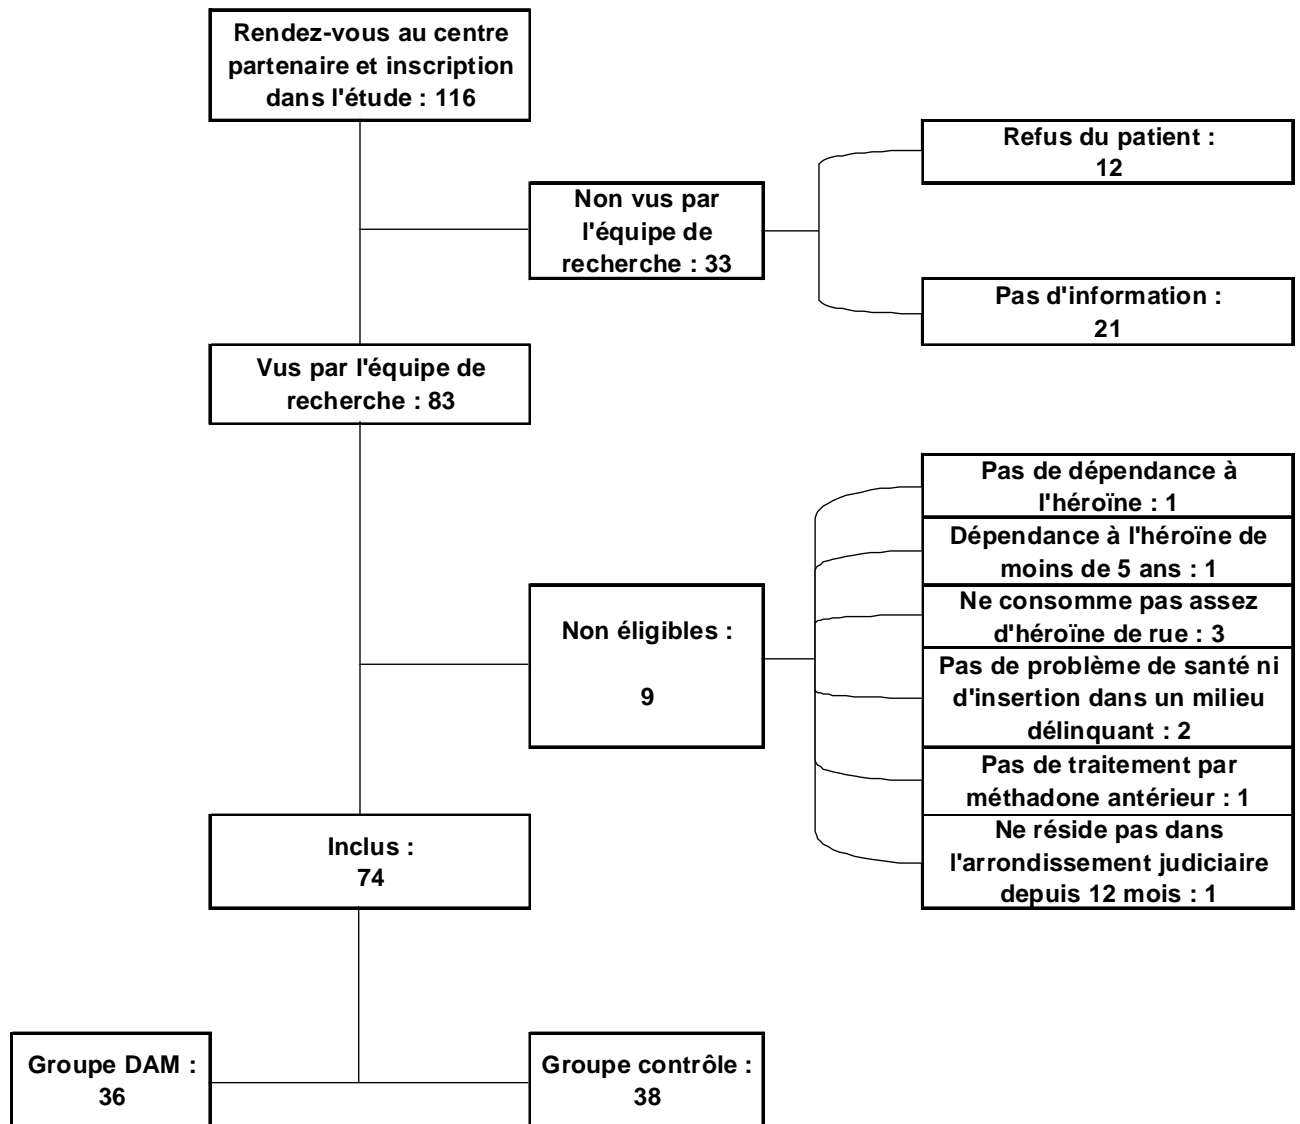 Rendez-vous au centre
partenaire et inscription
dans l'étude : 116
Refus du patient :
12
Non vus par
l'équipe de
recherche : 33
Pas d'information :
21
Vus par l'équipe de
recherche : 83
Pas de dépendance à
l'héroïne : 1
Dépendance à l'héroïne de
moins de 5 ans : 1
Ne consomme pas assez
d'héroïne de rue : 3
Non éligibles :
9
Pas de problème de santé ni
d'insertion dans un milieu
délinquant : 2
Pas de traitement par
méthadone antérieur : 1
Ne réside pas dans
l'arrondissement judiciaire
depuis 12 mois : 1
Inclus :
74
Groupe DAM :
36
Groupe contrôle :
38